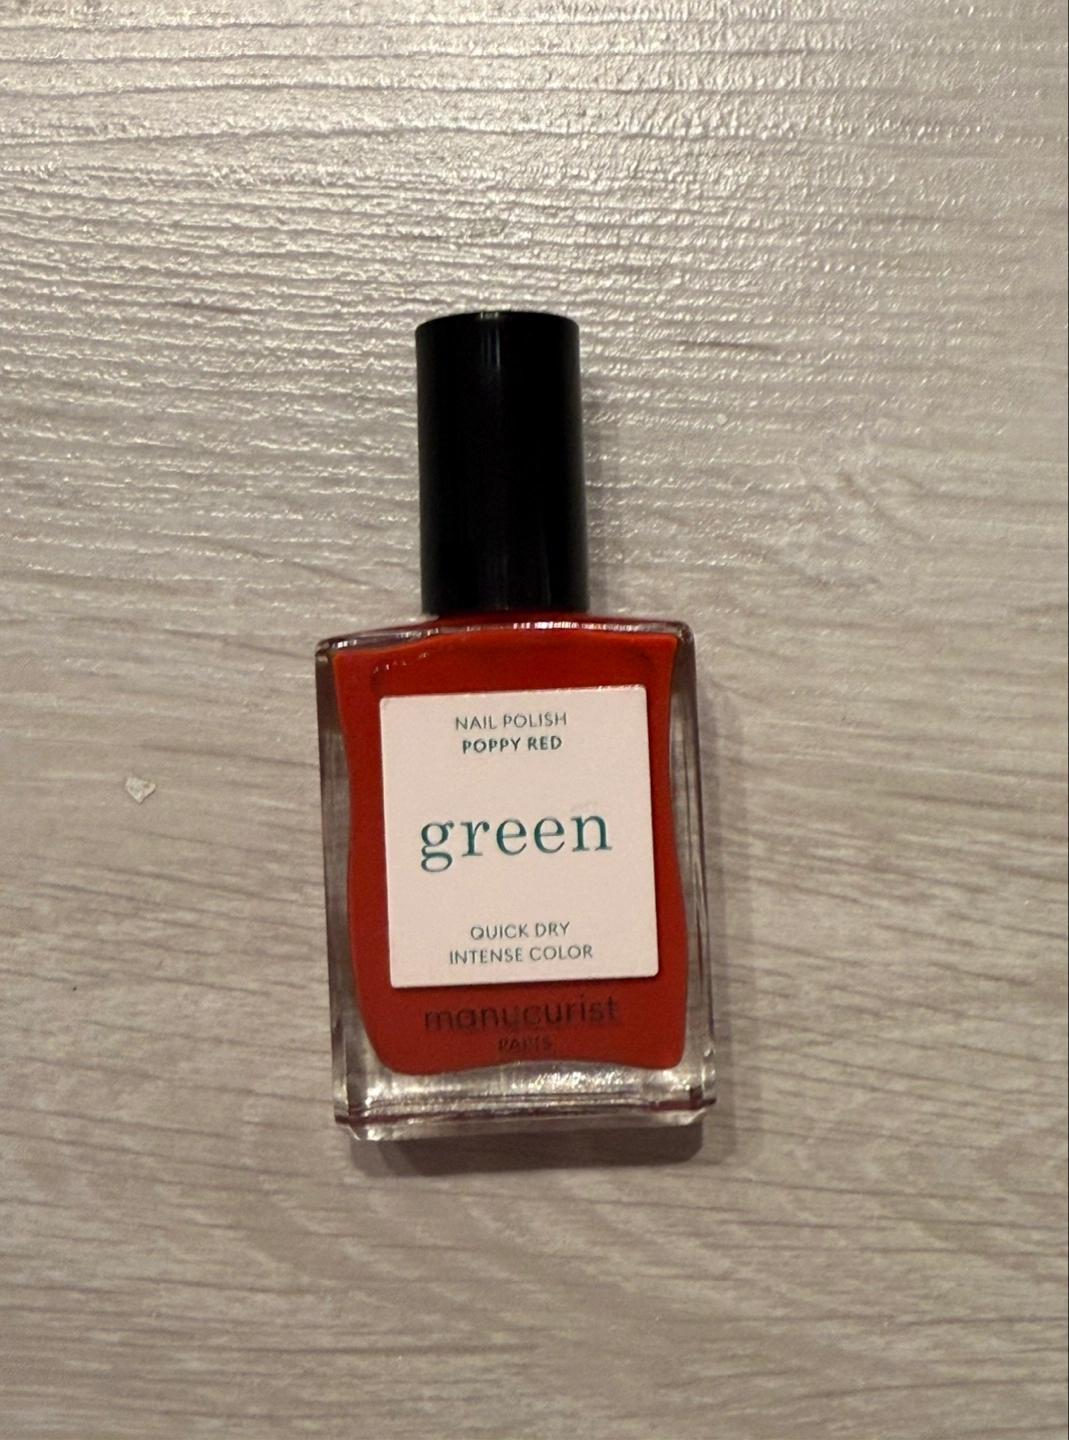 NAIL POLISH
POPPY RED
green
QUICK DRY
INTENSE COLOR
manucurist
PARIS